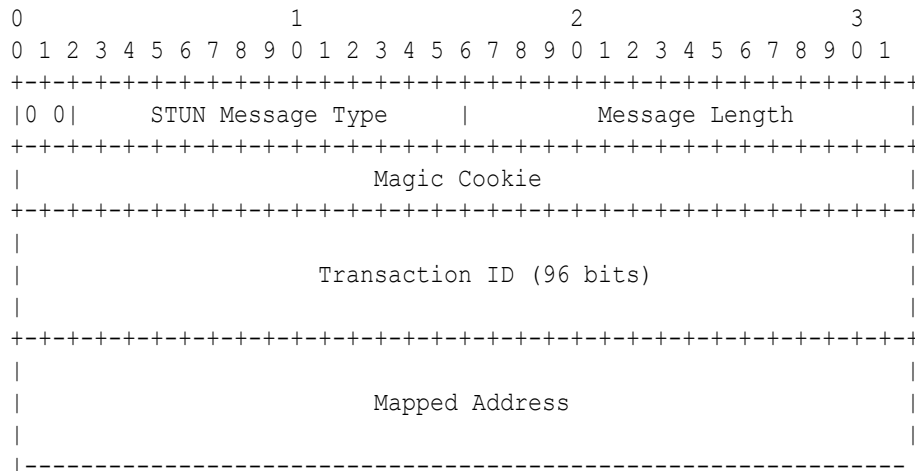 0                   1                   2                   3
0 1 2 3 4 5 6 7 8 9 0 1 2 3 4 5 6 7 8 9 0 1 2 3 4 5 6 7 8 9 0 1
+-+-+-+-+-+-+-+-+-+-+-+-+-+-+-+-+-+-+-+-+-+-+-+-+-+-+-+-+-+-+-+-+
|0 0|     STUN Message Type     |         Message Length        |
+-+-+-+-+-+-+-+-+-+-+-+-+-+-+-+-+-+-+-+-+-+-+-+-+-+-+-+-+-+-+-+-+
|                         Magic Cookie                          |
+-+-+-+-+-+-+-+-+-+-+-+-+-+-+-+-+-+-+-+-+-+-+-+-+-+-+-+-+-+-+-+-+
|                                                               |
|                     Transaction ID (96 bits)                  |
|                                                               |
+-+-+-+-+-+-+-+-+-+-+-+-+-+-+-+-+-+-+-+-+-+-+-+-+-+-+-+-+-+-+-+-+
|                                                               |
|                         Mapped Address                        |
|                                                               |
|---------------------------------------------------------------